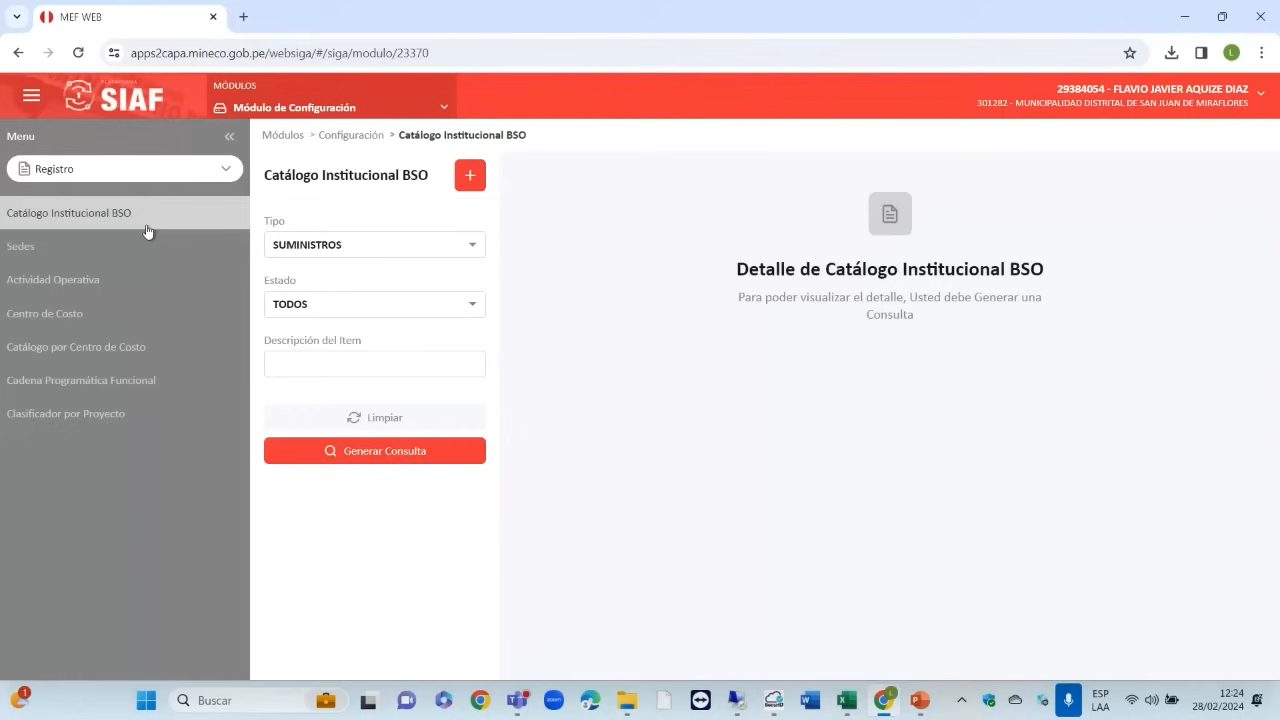 MEF WEB
apps2capa.mineco.gob.pe/websiga/#/siga/modulo/23370
L
SIAF
MÓDULOS
Módulo de Configuración
29384054 - FLAVIO JAVIER AQUIZE DIAZ
301282 - MUNICIPALIDAD DISTRITAL DE SAN JUAN DE MIRAFLORES
Menu
Registro
Catálogo Institucional BSO
Sedes
Actividad Operativa
Centro de Costo
Catálogo por Centro de Costo
Cadena Programática Funcional
Clasificador por Proyecto
Módulos > Configuración > Catálogo Institucional BSO
Catálogo Institucional BSO
Tipo
SUMINISTROS
Estado
TODOS
Descripción del Item
Limpiar
Generar Consulta
Detalle de Catálogo Institucional BSO
Para poder visualizar el detalle, Usted debe Generar una
Consulta
1
Buscar
zoom
ESP
LAA
12:24
28/02/2024